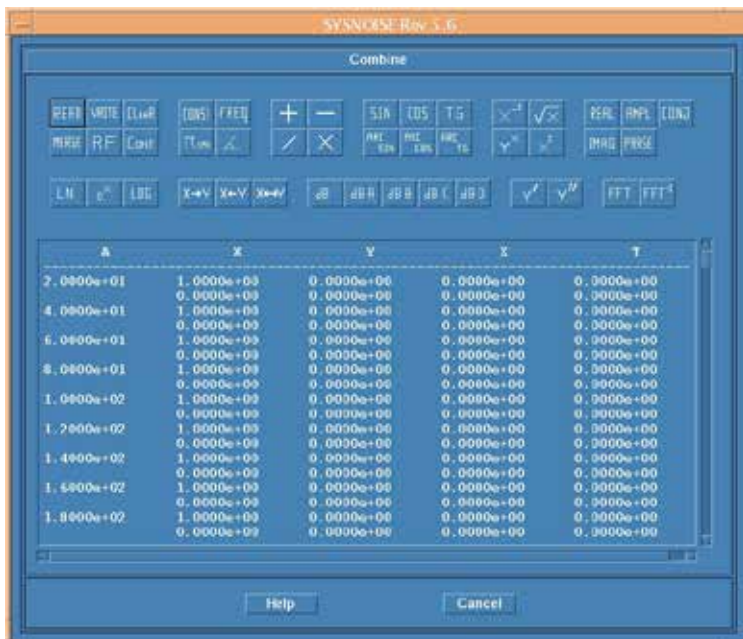 SYSNOISE Rev 5.6
Combine
READ WRITE CLEAR CONST FREQ + − SIN COS TG √x REAL AMPL CONJ
MERGE RF Cont / X ARC SIN ARC COS ARC TG IMAG PHASE
LN LOG X→Y X←Y X↔Y dB dB A dB B dB C dB D FFT
A X Y Z T
2.0000e+01 1.0000e+00 0.0000e+00 0.0000e+00 0.0000e+00
0.0000e+00 0.0000e+00 0.0000e+00 0.0000e+00
4.0000e+01 1.0000e+00 0.0000e+00 0.0000e+00 0.0000e+00
0.0000e+00 0.0000e+00 0.0000e+00 0.0000e+00
6.0000e+01 1.0000e+00 0.0000e+00 0.0000e+00 0.0000e+00
0.0000e+00 0.0000e+00 0.0000e+00 0.0000e+00
8.0000e+01 1.0000e+00 0.0000e+00 0.0000e+00 0.0000e+00
0.0000e+00 0.0000e+00 0.0000e+00 0.0000e+00
1.0000e+02 1.0000e+00 0.0000e+00 0.0000e+00 0.0000e+00
0.0000e+00 0.0000e+00 0.0000e+00 0.0000e+00
1.2000e+02 1.0000e+00 0.0000e+00 0.0000e+00 0.0000e+00
0.0000e+00 0.0000e+00 0.0000e+00 0.0000e+00
1.4000e+02 1.0000e+00 0.0000e+00 0.0000e+00 0.0000e+00
0.0000e+00 0.0000e+00 0.0000e+00 0.0000e+00
1.6000e+02 1.0000e+00 0.0000e+00 0.0000e+00 0.0000e+00
0.0000e+00 0.0000e+00 0.0000e+00 0.0000e+00
1.8000e+02 1.0000e+00 0.0000e+00 0.0000e+00 0.0000e+00
0.0000e+00 0.0000e+00 0.0000e+00 0.0000e+00
Help Cancel